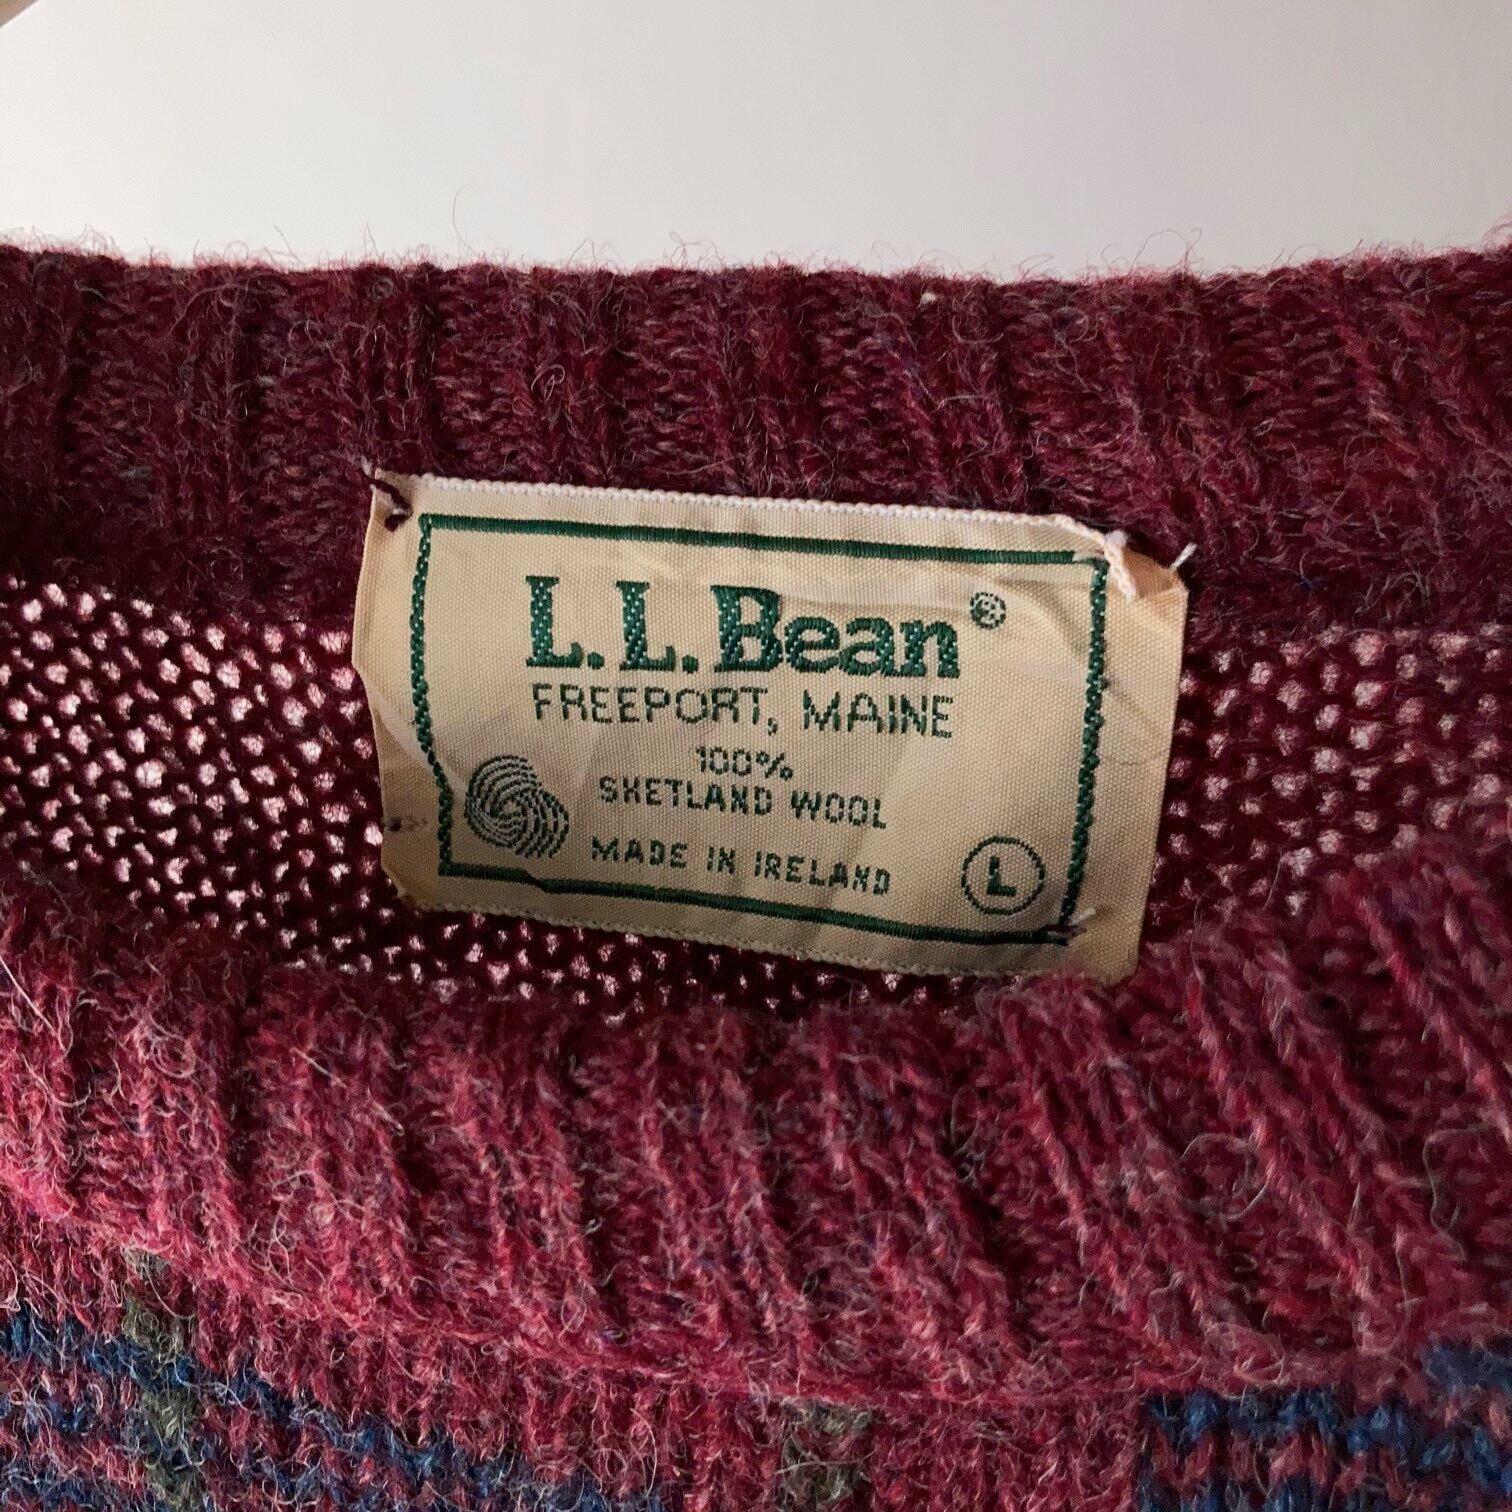 L.L.Bean®
FREEPORT, MAINE
100%
SHETLAND WOOL
MADE IN IRELAND
L